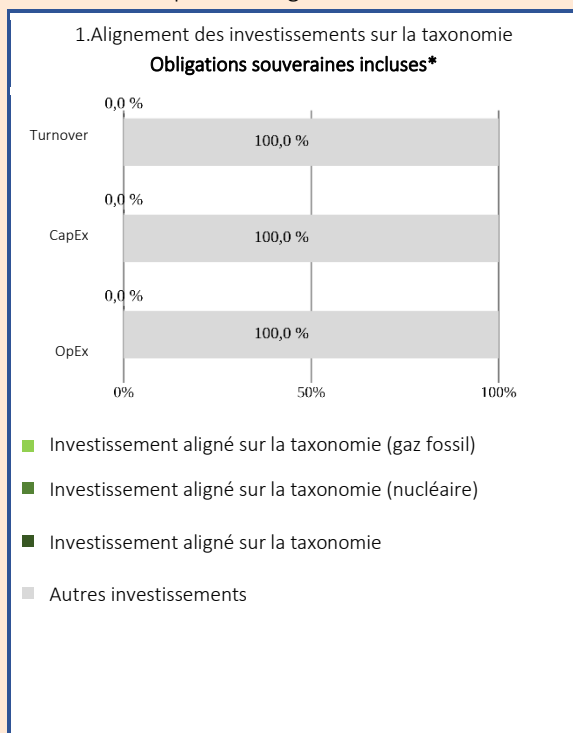 1.Alignement des investissements sur la taxonomie
Obligations souveraines incluses*
0,0 %
Turnover
100,0 %
0,0 %
CapEx
100,0 %
0,0 %
OpEx
100,0 %
0%
50%
100%
Investissement aligné sur la taxonomie (gaz fossil)
Investissement aligné sur la taxonomie (nucléaire)
Investissement aligné sur la taxonomie
Autres investissements